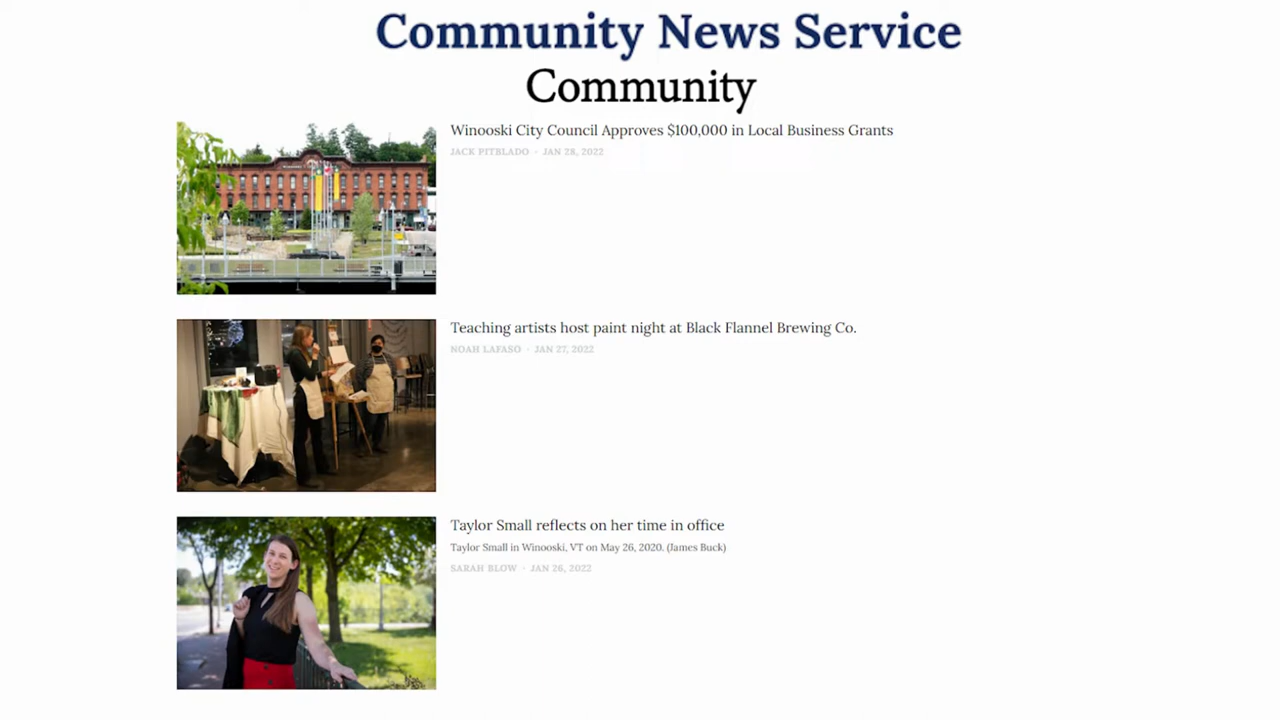 Community News Service
Community
Winooski City Council Approves $100,000 in Local Business Grants
JACK PITBLADO · JAN 28, 2022
Teaching artists host paint night at Black Flannel Brewing Co.
NOAH LAFASO · JAN 27, 2022
Taylor Small reflects on her time in office
Taylor Small in Winooski, VT on May 26, 2020. (James Buck)
SARAH BLOW · JAN 26, 2022